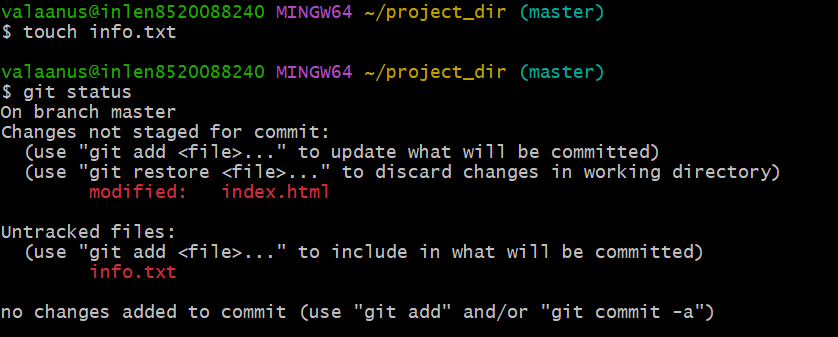 valaanus@inlen8520088240 MINGW64 ~/project_dir (master)
$ touch info.txt

valaanus@inlen8520088240 MINGW64 ~/project_dir (master)
$ git status
On branch master
Changes not staged for commit:
  (use "git add <file>..." to update what will be committed)
  (use "git restore <file>..." to discard changes in working directory)
        modified:   index.html

Untracked files:
  (use "git add <file>..." to include in what will be committed)
        info.txt

no changes added to commit (use "git add" and/or "git commit -a")